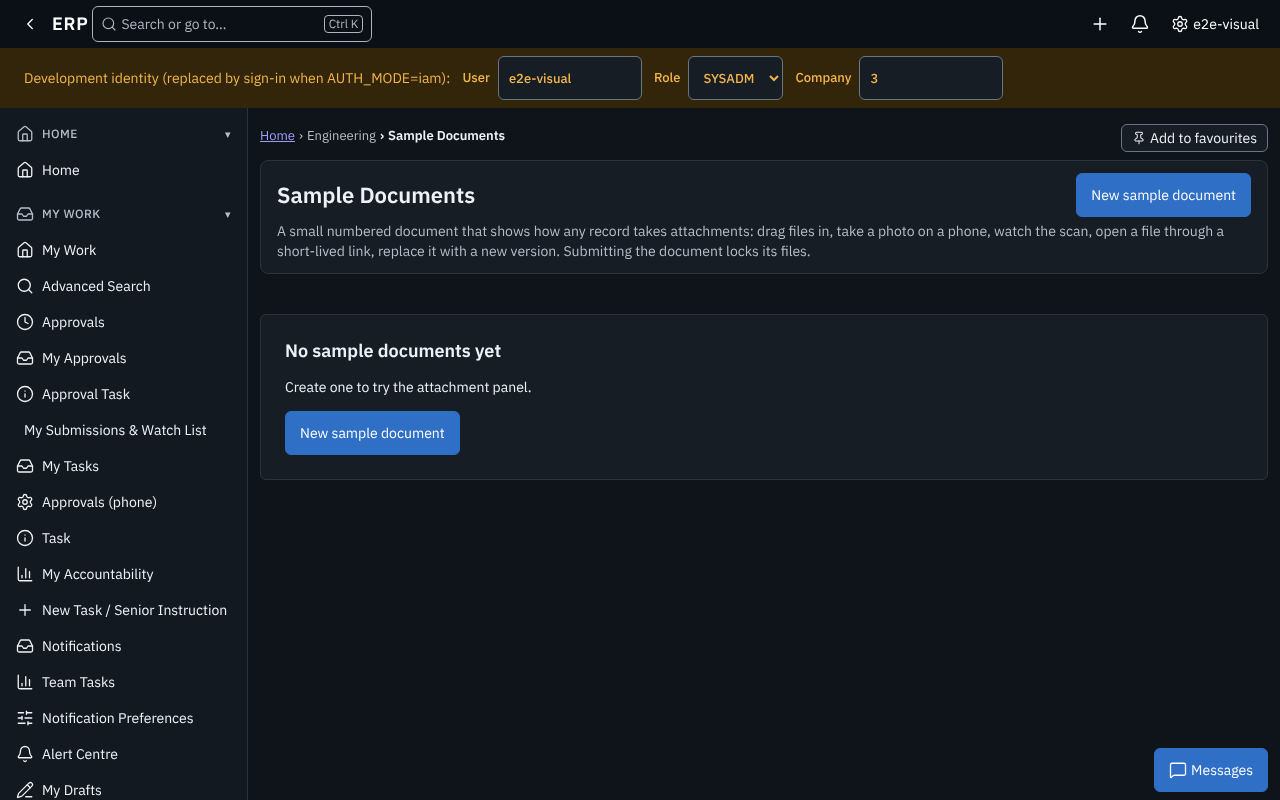 ERP
Search or go to...
Ctrl K
e2e-visual
Development identity (replaced by sign-in when AUTH_MODE=iam):
User
e2e-visual
Role
SYSADM
Company
3
HOME
Home
MY WORK
My Work
Advanced Search
Approvals
My Approvals
Approval Task
My Submissions & Watch List
My Tasks
Approvals (phone)
Task
My Accountability
New Task / Senior Instruction
Notifications
Team Tasks
Notification Preferences
Alert Centre
My Drafts
Home › Engineering › Sample Documents
Add to favourites
Sample Documents
New sample document
A small numbered document that shows how any record takes attachments: drag files in, take a photo on a phone, watch the scan, open a file through a
short-lived link, replace it with a new version. Submitting the document locks its files.
No sample documents yet
Create one to try the attachment panel.
New sample document
Messages